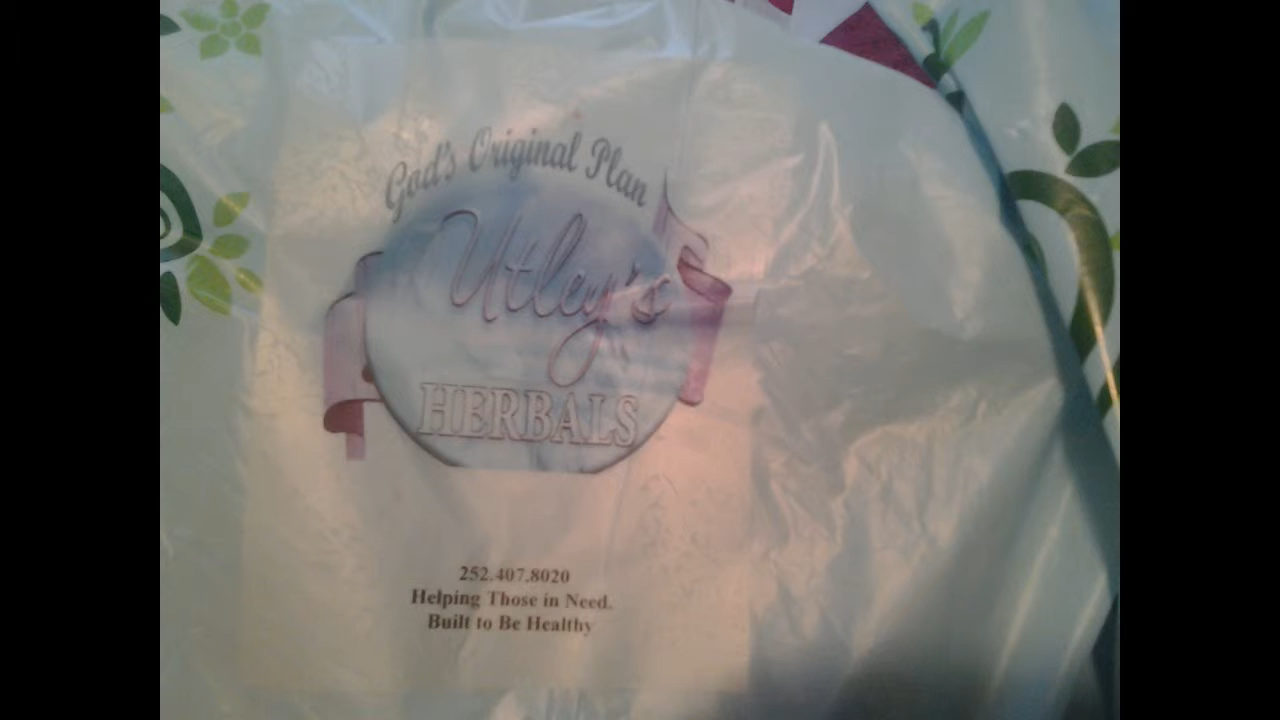 God's Original Plan
Utley's
HERBALS
252.407.8020
Helping Those in Need.
Built to Be Healthy